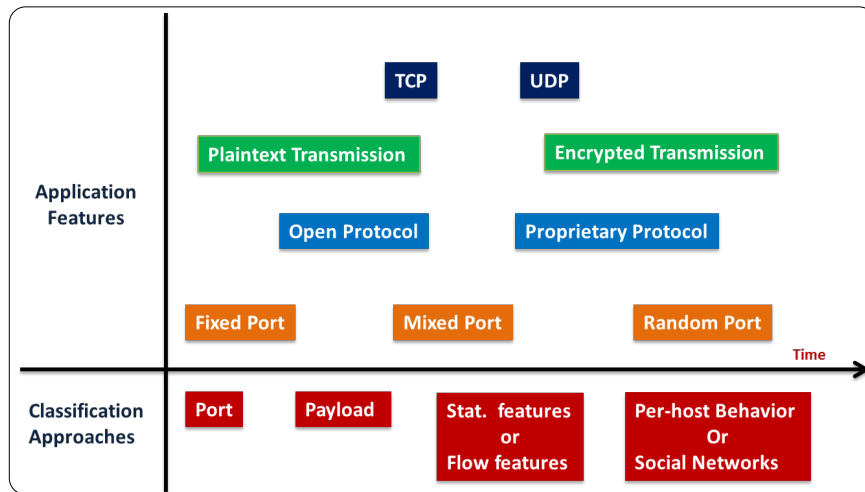 TCP
UDP
Plaintext Transmission
Encrypted Transmission
Application
Features
Open Protocol
Proprietary Protocol
Fixed Port
Mixed Port
Random Port
Time
Classification
Approaches
Port
Payload
Stat. features
or
Flow features
Per-host Behavior
Or
Social Networks